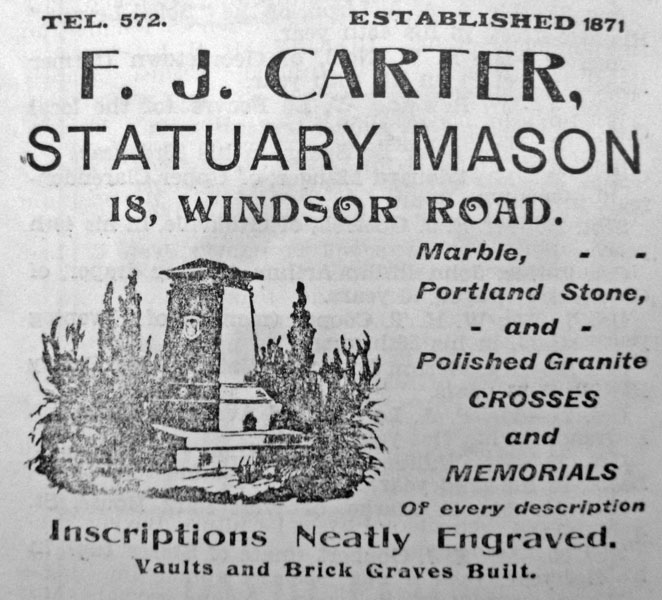 TEL. 572. ESTABLISHED 1871
F. J. CARTER,
STATUARY MASON
18, WINDSOR ROAD.
Marble, - -
Portland Stone,
- and -
Polished Granite
CROSSES
and
MEMORIALS
Of every description
Inscriptions Neatly Engraved.
Vaults and Brick Graves Built.